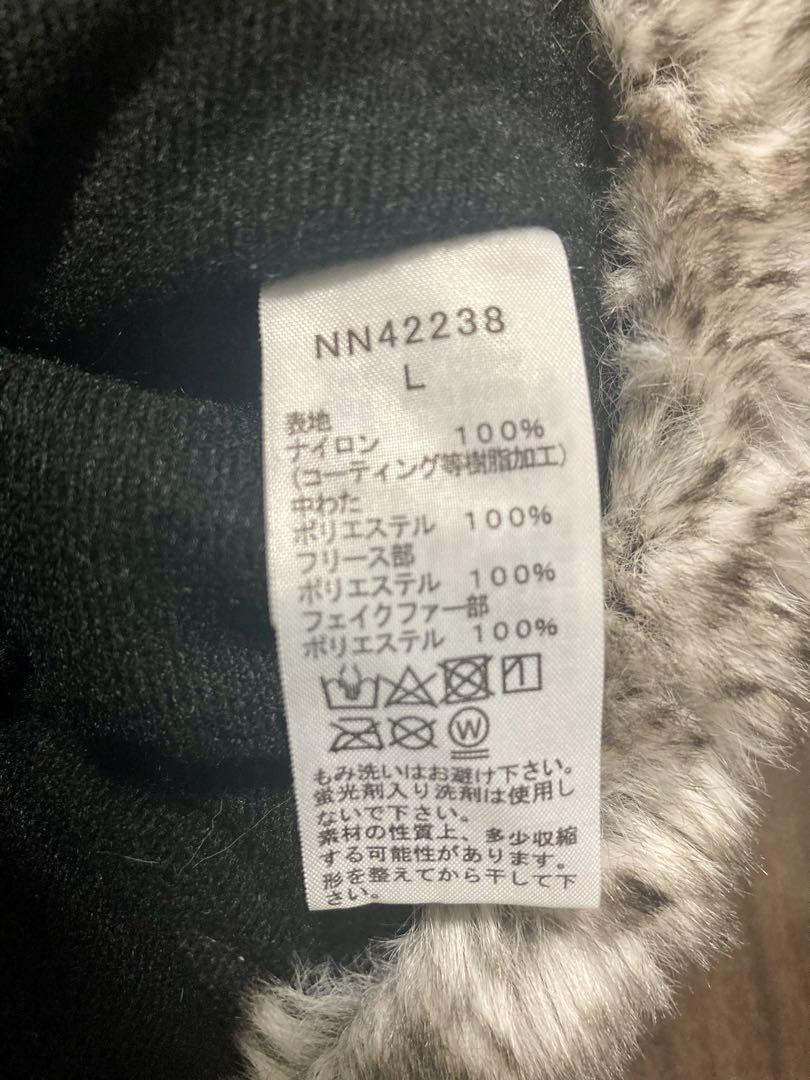 NN42238
L
表地
ナイロン 100%
(コーティング等樹脂加工)
中わた
ポリエステル 100%
フリース部
ポリエステル 100%
フェイクファー部
ポリエステル 100%
W
もみ洗いはお避け下さい。
蛍光剤入り洗剤は使用し
ないで下さい。
素材の性質上、多少収縮
する可能性があります。
形を整えてから干して下
さい。